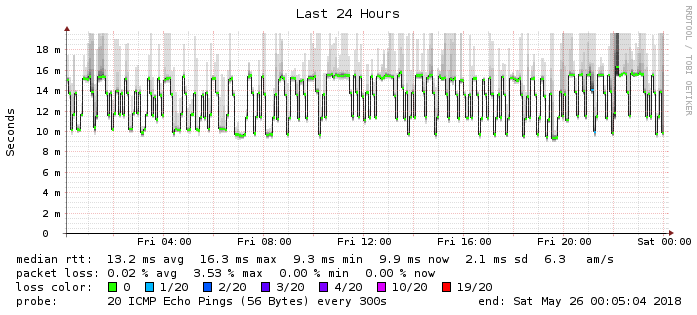 Last 24 Hours
RRDTOOL / TOBI OETIKER
Seconds
18 m
16 m
14 m
12 m
10 m
8 m
6 m
4 m
2 m
0
Fri 04:00 Fri 08:00 Fri 12:00 Fri 16:00 Fri 20:00 Sat 00:00
median rtt: 13.2 ms avg 16.3 ms max 9.3 ms min 9.9 ms now 2.1 ms sd 6.3 am/s
packet loss: 0.02 % avg 3.53 % max 0.00 % min 0.00 % now
loss color: 0 1/20 2/20 3/20 4/20 10/20 19/20
probe: 20 ICMP Echo Pings (56 Bytes) every 300s end: Sat May 26 00:05:04 2018